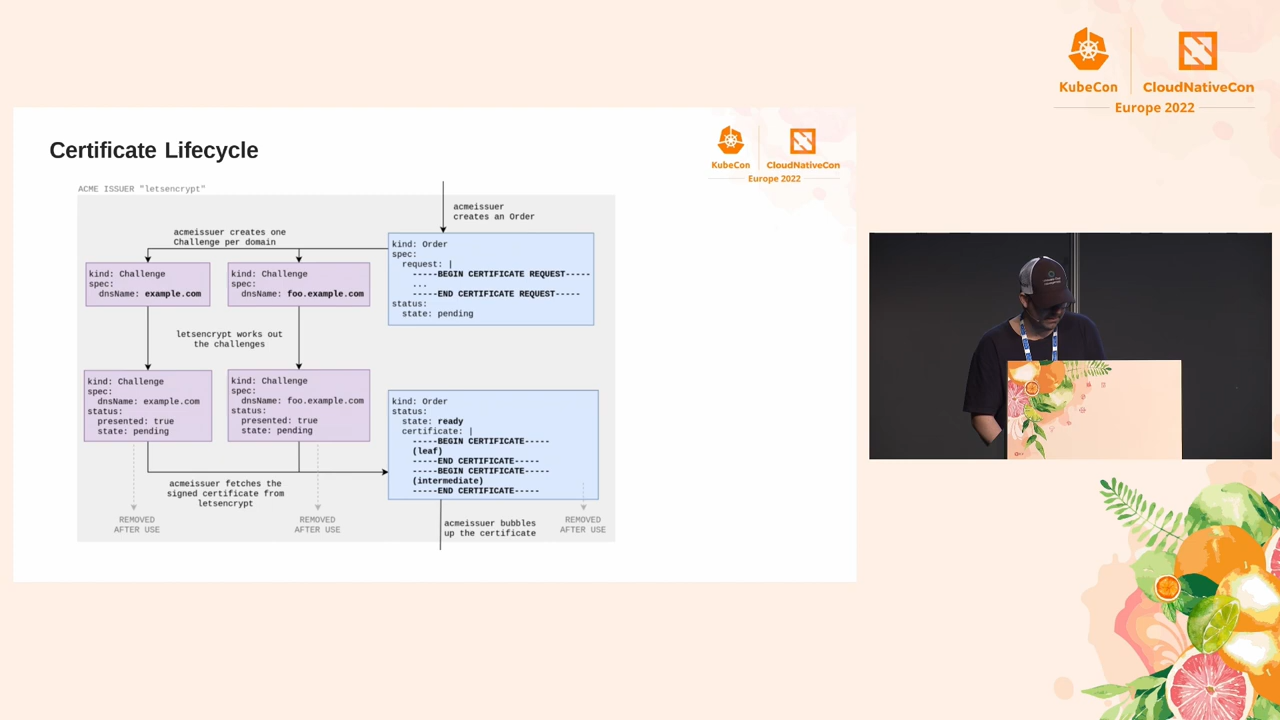 KubeCon
CloudNativeCon
Europe 2022
Certificate Lifecycle
KubeCon
CloudNativeCon
Europe 2022
ACME ISSUER "letsencrypt"
acmeissuer
creates an Order
acmeissuer creates one
Challenge per domain
kind: Challenge
spec:
dnsName: example.com
kind: Challenge
spec:
dnsName: foo.example.com
kind: Order
spec:
request: |
-----BEGIN CERTIFICATE REQUEST-----
...
-----END CERTIFICATE REQUEST-----
status:
state: pending
letsencrypt works out
the challenges
kind: Challenge
spec:
dnsName: example.com
status:
presented: true
state: pending
kind: Challenge
spec:
dnsName: foo.example.com
status:
presented: true
state: pending
kind: Order
status:
state: ready
certificate: |
-----BEGIN CERTIFICATE-----
(leaf)
-----END CERTIFICATE-----
-----BEGIN CERTIFICATE-----
(intermediate)
-----END CERTIFICATE-----
acmeissuer fetches the
signed certificate from
letsencrypt
REMOVED
AFTER USE
REMOVED
AFTER USE
acmeissuer bubbles
up the certificate
REMOVED
AFTER USE